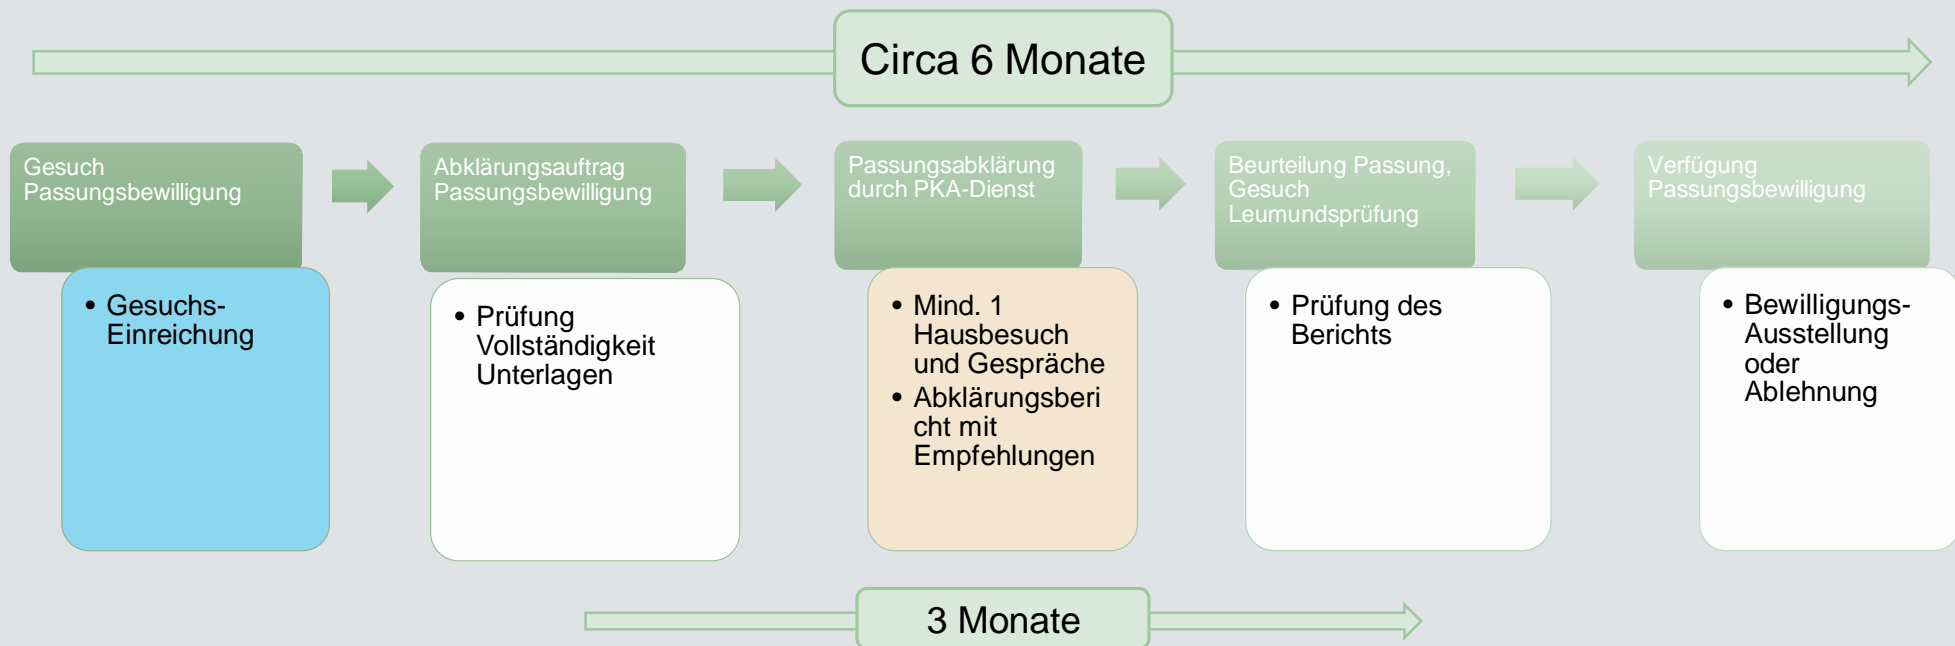 Circa 6 Monate
Gesuch
Passungsbewilligung
Abklärungsauftrag
Passungsbewilligung
Passungsabklärung
durch PKA-Dienst
Beurteilung Passung,
Gesuch
Leumundsprüfung
Verfügung
Passungsbewilligung
• Gesuchs-
Einreichung
• Prüfung
Vollständigkeit
Unterlagen
• Mind. 1
Hausbesuch
und Gespräche
• Abklärungsberi
cht mit
Empfehlungen
• Prüfung des
Berichts
• Bewilligungs-
Ausstellung
oder
Ablehnung
3 Monate